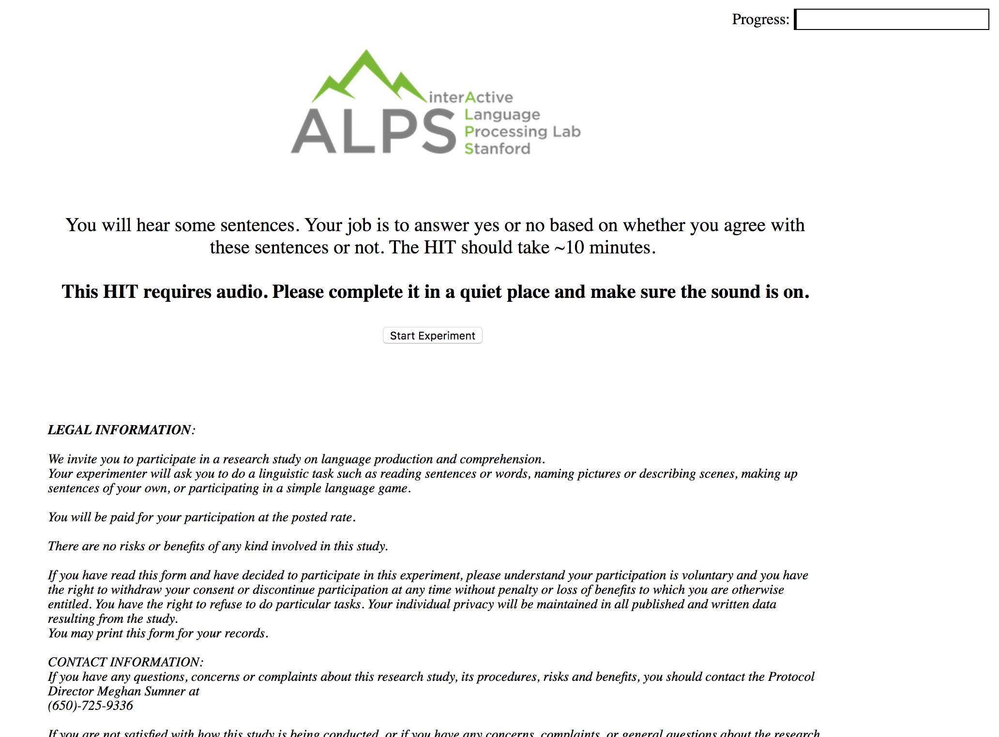 Progress:
interActive
Language
Processing Lab
Stanford
ALPS
You will hear some sentences. Your job is to answer yes or no based on whether you agree with
these sentences or not. The HIT should take ~10 minutes.
This HIT requires audio. Please complete it in a quiet place and make sure the sound is on.
Start Experiment
LEGAL INFORMATION:
We invite you to participate in a research study on language production and comprehension.
Your experimenter will ask you to do a linguistic task such as reading sentences or words, naming pictures or describing scenes, making up
sentences of your own, or participating in a simple language game.
You will be paid for your participation at the posted rate.
There are no risks or benefits of any kind involved in this study.
If you have read this form and have decided to participate in this experiment, please understand your participation is voluntary and you have
the right to withdraw your consent or discontinue participation at any time without penalty or loss of benefits to which you are otherwise
entitled. You have the right to refuse to do particular tasks. Your individual privacy will be maintained in all published and written data
resulting from the study.
You may print this form for your records.
CONTACT INFORMATION:
If you have any questions, concerns or complaints about this research study, its procedures, risks and benefits, you should contact the Protocol
Director Meghan Sumner at
(650)-725-9336
If you are not satisfied with how this study is being conducted, or if you have any concerns, complaints, or general questions about the research